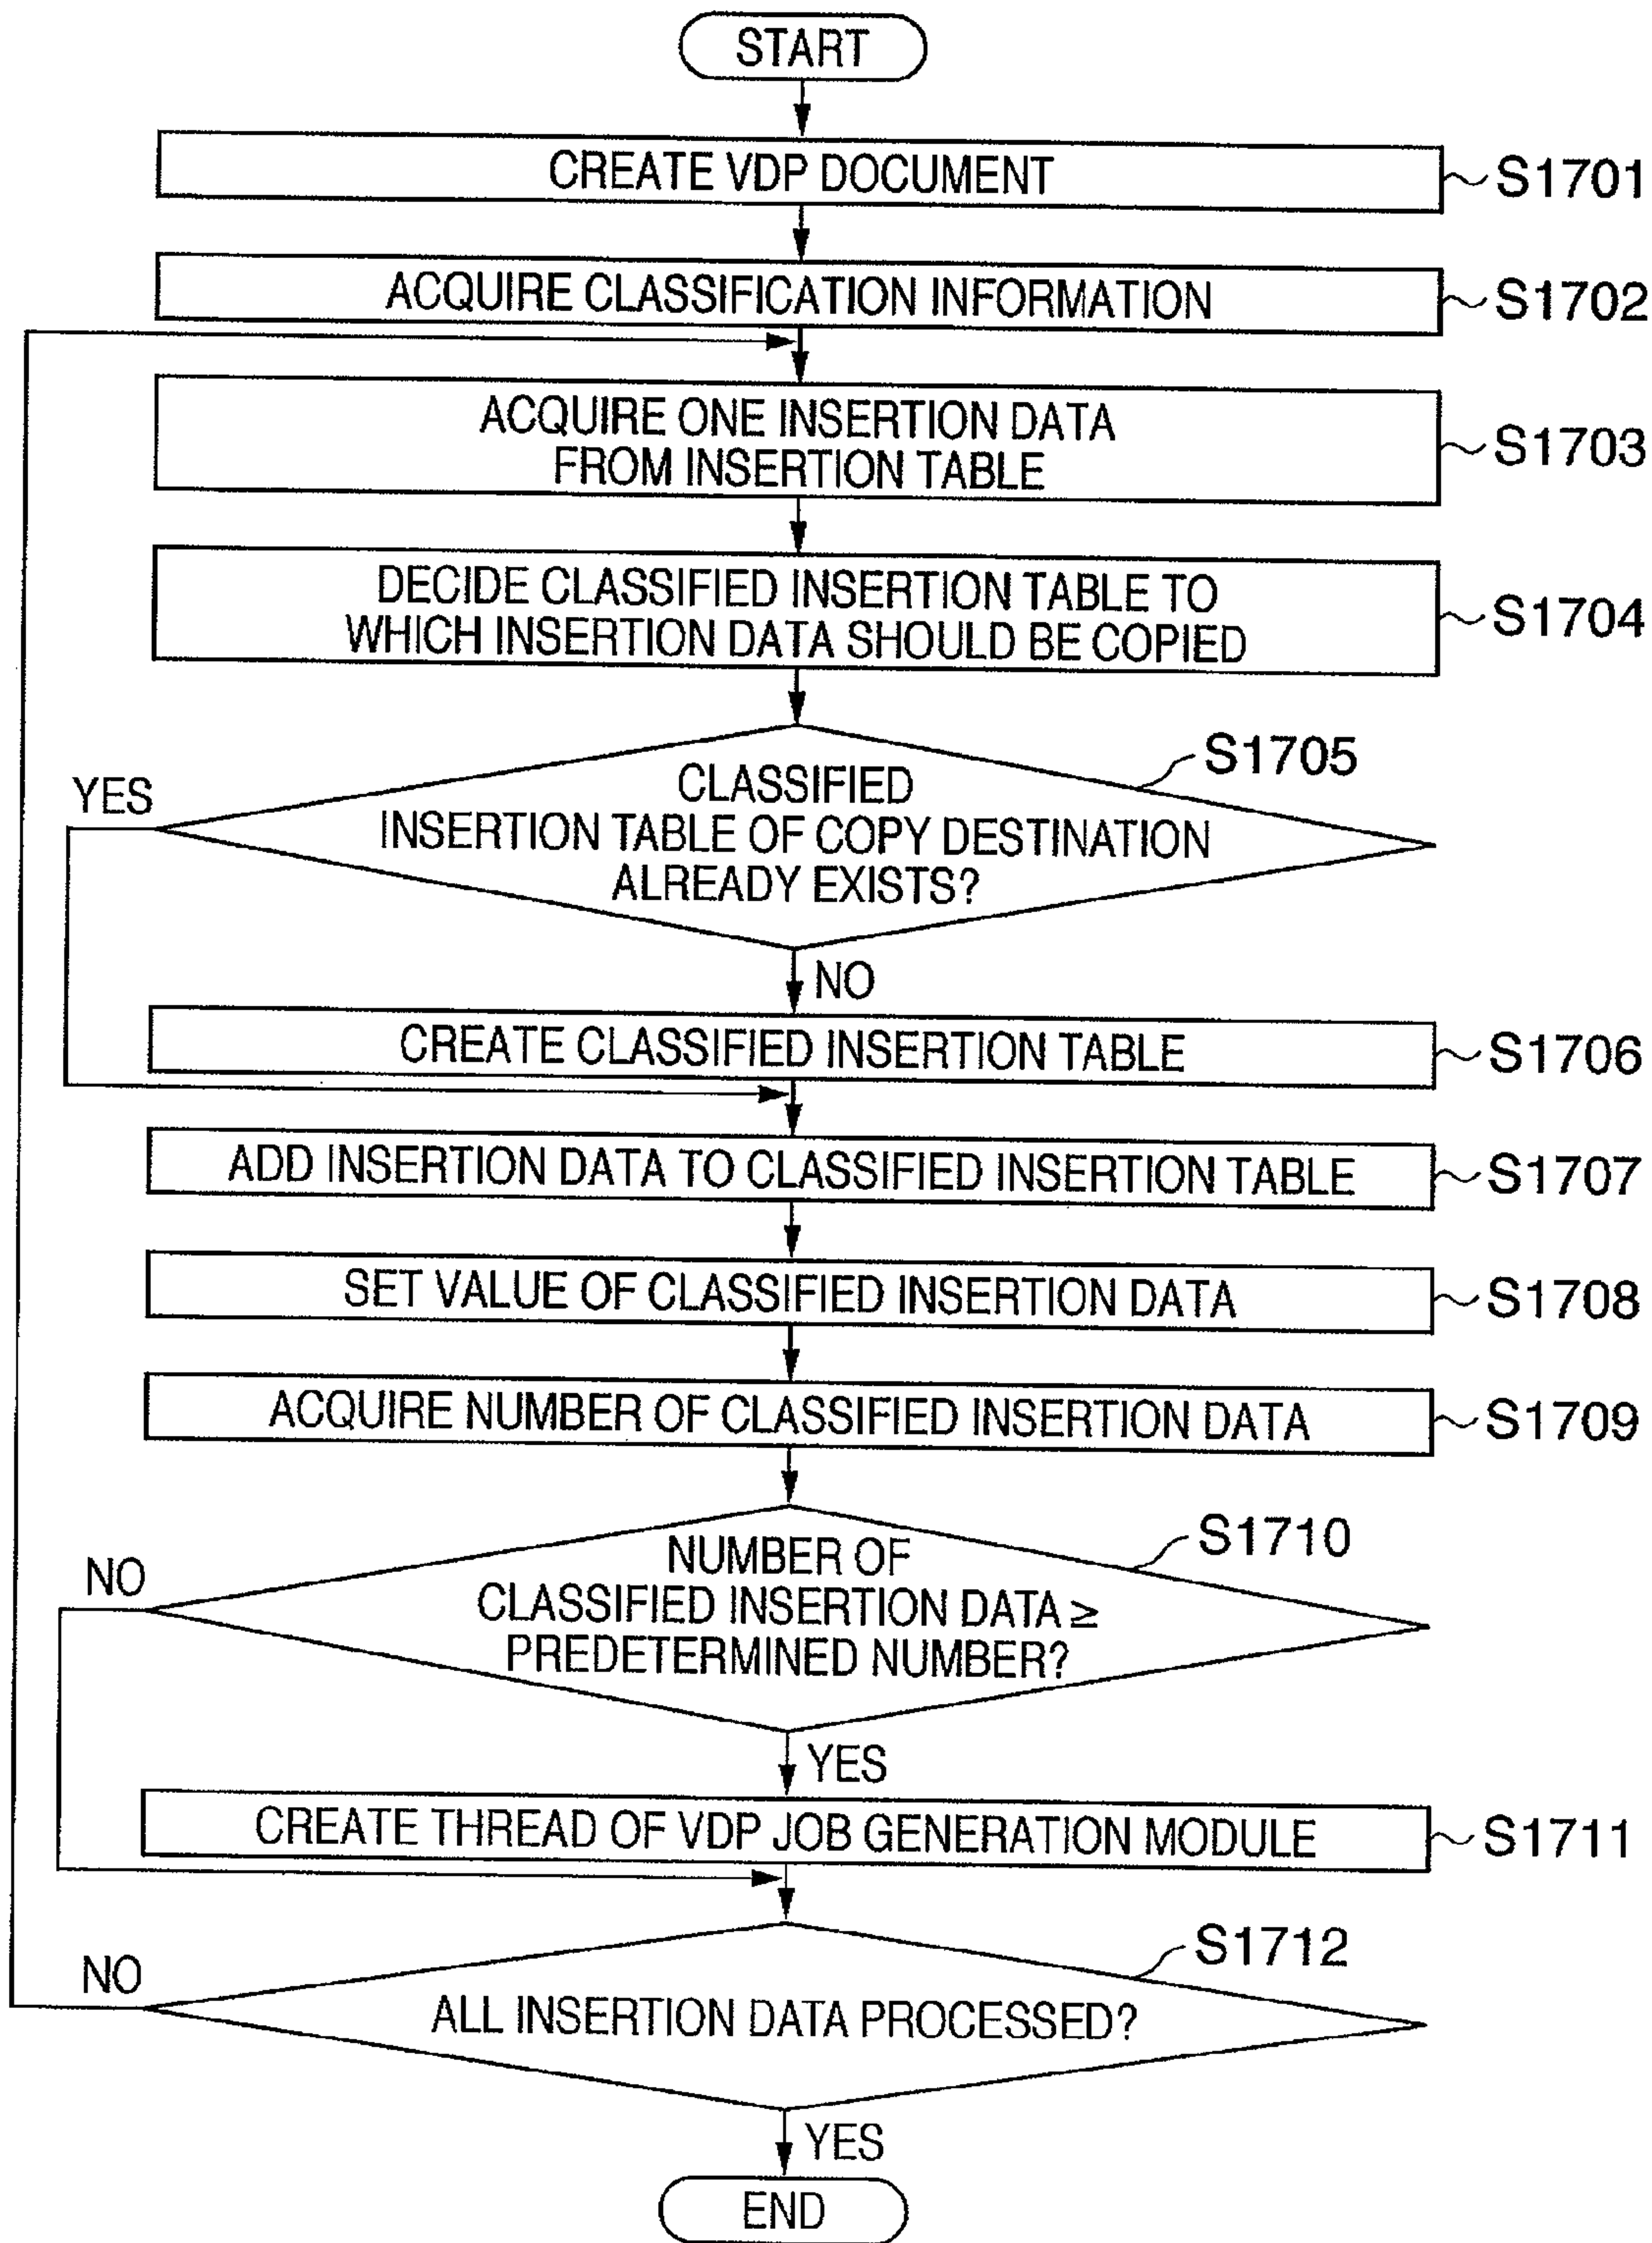 START
CREATE VDP DOCUMENT
S1701
ACQUIRE CLASSIFICATION INFORMATION
S1702
ACQUIRE ONE INSERTION DATA
FROM INSERTION TABLE
S1703
DECIDE CLASSIFIED INSERTION TABLE TO
WHICH INSERTION DATA SHOULD BE COPIED
S1704
S1705
YES
CLASSIFIED
INSERTION TABLE OF COPY DESTINATION
ALREADY EXISTS?
NO
CREATE CLASSIFIED INSERTION TABLE
S1706
ADD INSERTION DATA TO CLASSIFIED INSERTION TABLE
S1707
SET VALUE OF CLASSIFIED INSERTION DATA
S1708
ACQUIRE NUMBER OF CLASSIFIED INSERTION DATA
S1709
S1710
NO
NUMBER OF
CLASSIFIED INSERTION DATA ≥
PREDETERMINED NUMBER?
YES
CREATE THREAD OF VDP JOB GENERATION MODULE
S1711
S1712
NO
ALL INSERTION DATA PROCESSED?
YES
END